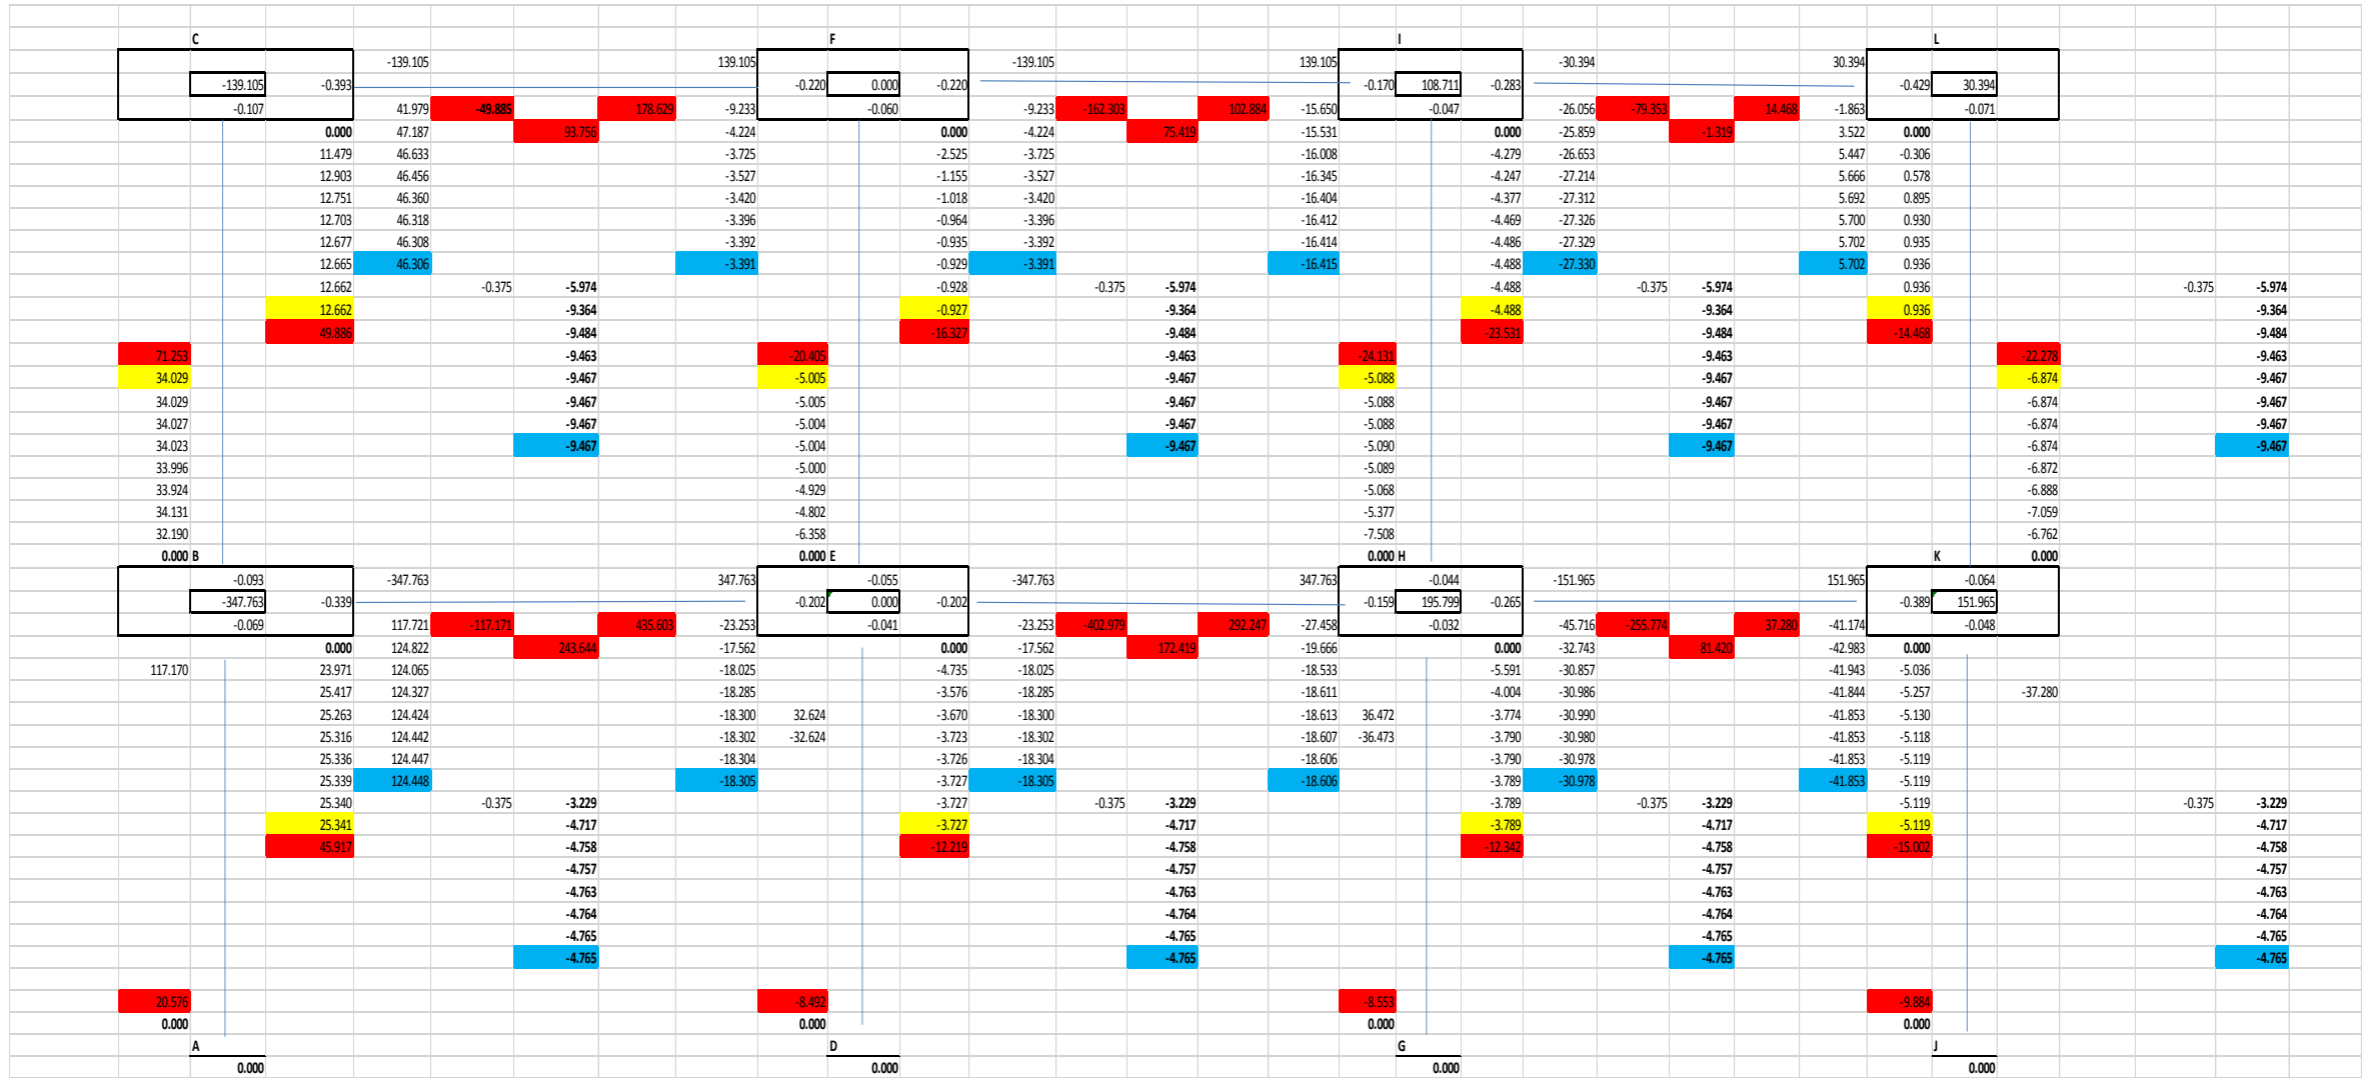 C F I L
-139.105 139.105 -139.105 139.105 -30.394 30.394
-139.105 -0.393 -0.220 0.000 -0.220 -0.170 108.711 -0.283 -0.429 30.394
-0.107 41.979 -49.885 178.629 -9.233 -0.060 -9.233 -162.303 102.884 -15.650 -0.047 -26.056 -79.353 14.468 -1.863 -0.071
0.000 47.187 93.756 -4.224 0.000 -4.224 75.419 -15.531 0.000 -25.859 -1.319 3.522 0.000
11.479 46.633 -3.725 -2.525 -3.725 -16.008 -4.279 -26.653 5.447 -0.306
12.903 46.456 -3.527 -1.155 -3.527 -16.345 -4.247 -27.214 5.666 0.578
12.751 46.360 -3.420 -1.018 -3.420 -16.404 -4.377 -27.312 5.692 0.895
12.703 46.318 -3.396 -0.964 -3.396 -16.412 -4.469 -27.326 5.700 0.930
12.677 46.308 -3.392 -0.935 -3.392 -16.414 -4.486 -27.329 5.702 0.935
12.665 46.306 -3.391 -0.929 -3.391 -16.415 -4.488 -27.330 5.702 0.936
12.662 -0.375 -5.974 -0.928 -0.375 -5.974 -4.488 -0.375 -5.974 0.936 -0.375 -5.974
12.662 -9.364 -0.927 -9.364 -4.488 -9.364 0.936 -9.364
49.886 -9.484 -16.327 -9.484 -23.531 -9.484 -14.468 -9.484
71.253 -9.463 -20.405 -9.463 -24.131 -9.463 -22.278 -9.463
34.029 -9.467 -5.005 -9.467 -5.088 -9.467 -6.874 -9.467
34.029 -9.467 -5.005 -9.467 -5.088 -9.467 -6.874 -9.467
34.027 -9.467 -5.004 -9.467 -5.088 -9.467 -6.874 -9.467
34.023 -9.467 -5.004 -9.467 -5.090 -9.467 -6.874 -9.467
33.996 -5.000 -5.089 -6.872
33.924 -4.929 -5.068 -6.888
34.131 -4.802 -5.377 -7.059
32.190 -6.358 -7.508 -6.762
0.000 B 0.000 E 0.000 H K 0.000
-0.093 -347.763 347.763 -0.055 -347.763 347.763 -0.044 -151.965 151.965 -0.064
-347.763 -0.339 -0.202 0.000 -0.202 -0.159 195.799 -0.265 -0.389 151.965
-0.069 117.721 -117.171 435.603 -23.253 -0.041 -23.253 -402.979 292.247 -27.458 -0.032 -45.716 -255.774 37.280 -41.174 -0.048
0.000 124.822 243.644 -17.562 0.000 -17.562 172.419 -19.666 0.000 -32.743 81.420 -42.983 0.000
117.170 23.971 124.065 -18.025 -4.735 -18.025 -18.533 -5.591 -30.857 -41.943 -5.036
25.417 124.327 -18.285 -3.576 -18.285 -18.611 -4.004 -30.986 -41.844 -5.257 -37.280
25.263 124.424 -18.300 32.624 -3.670 -18.300 -18.613 36.472 -3.774 -30.990 -41.853 -5.130
25.316 124.442 -18.302 -32.624 -3.723 -18.302 -18.607 -36.473 -3.790 -30.980 -41.853 -5.118
25.336 124.447 -18.304 -3.726 -18.304 -18.606 -3.790 -30.978 -41.853 -5.119
25.339 124.448 -18.305 -3.727 -18.305 -18.606 -3.789 -30.978 -41.853 -5.119
25.340 -0.375 -3.229 -3.727 -0.375 -3.229 -3.789 -0.375 -3.229 -5.119 -0.375 -3.229
25.341 -4.717 -3.727 -4.717 -3.789 -4.717 -5.119 -4.717
45.917 -4.758 -12.219 -4.758 -12.342 -4.758 -15.002 -4.758
-4.757 -4.757 -4.757 -4.757
-4.763 -4.763 -4.763 -4.763
-4.764 -4.764 -4.764 -4.764
-4.765 -4.765 -4.765 -4.765
-4.765 -4.765 -4.765 -4.765
20.576 -8.492 -8.553 -9.884
0.000 0.000 0.000 0.000
A D G J
0.000 0.000 0.000 0.000